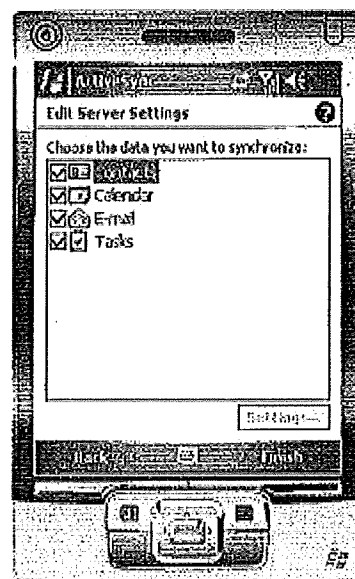 ActiveSync
Edit Server Settings
Choose the data you want to synchronize:
Contacts
Calendar
E-mail
Tasks
Settings...
Back
Finish